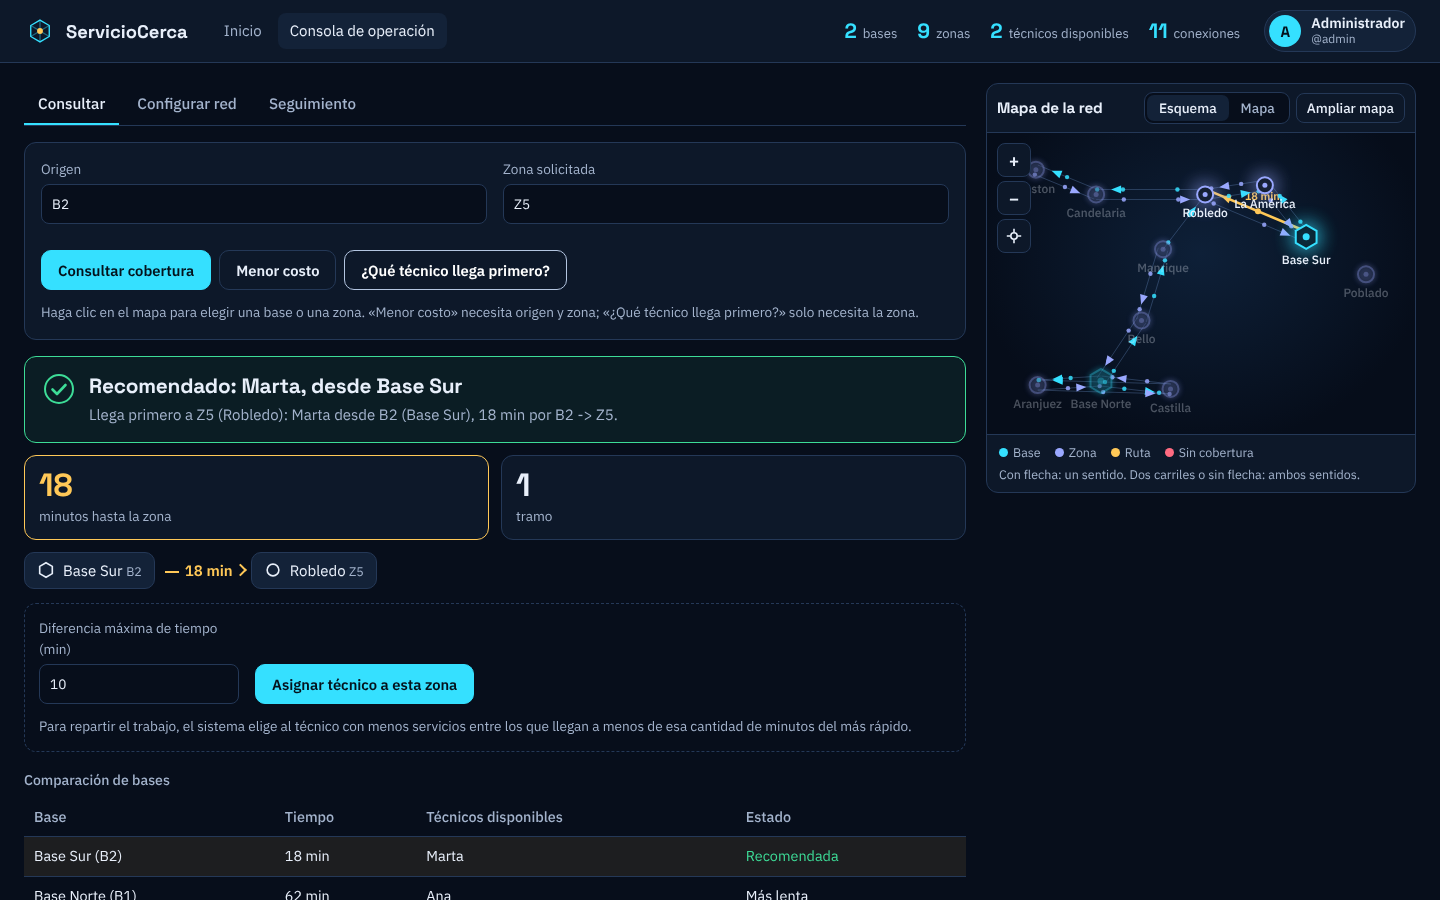 ServicioCerca
Inicio
Consola de operación
2 bases
9 zonas
2 técnicos disponibles
11 conexiones
A
Administrador
@admin
Consultar
Configurar red
Seguimiento
Origen
Zona solicitada
B2
Z5
Consultar cobertura
Menor costo
¿Qué técnico llega primero?
Haga clic en el mapa para elegir una base o una zona. «Menor costo» necesita origen y zona; «¿Qué técnico llega primero?» solo necesita la zona.
Recomendado: Marta, desde Base Sur
Llega primero a Z5 (Robledo): Marta desde B2 (Base Sur), 18 min por B2 -> Z5.
18
minutos hasta la zona
1
tramo
Base Sur B2
18 min
Robledo Z5
Diferencia máxima de tiempo
(min)
10
Asignar técnico a esta zona
Para repartir el trabajo, el sistema elige al técnico con menos servicios entre los que llegan a menos de esa cantidad de minutos del más rápido.
Comparación de bases
Base Tiempo Técnicos disponibles Estado
Base Sur (B2) 18 min Marta Recomendada
Base Norte (B1) 62 min Ana Más lenta
Mapa de la red
Esquema
Mapa
Ampliar mapa
+
−
ston
Candelaria
Robledo
18 min
La América
Base Sur
Manrique
Poblado
Bello
Aranjuez
Base Norte
Castilla
Base
Zona
Ruta
Sin cobertura
Con flecha: un sentido. Dos carriles o sin flecha: ambos sentidos.